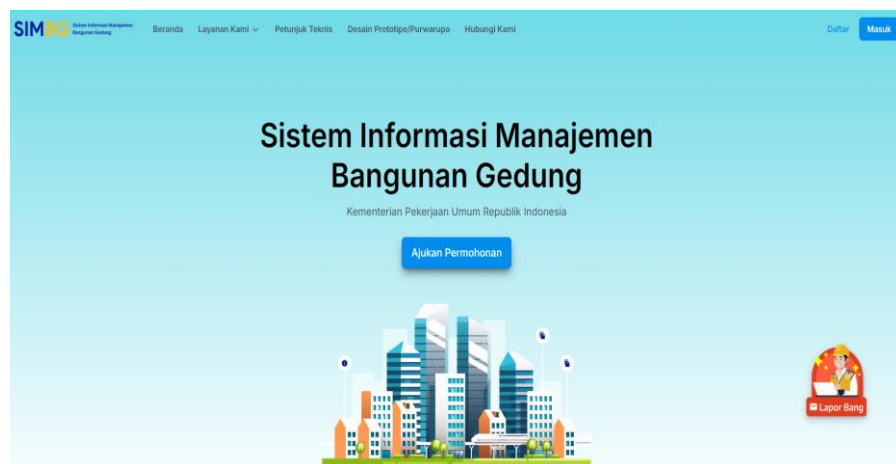 SIMBG Sistem Informasi Manajemen
Bangunan Gedung
Beranda Layanan Kami Petunjuk Teknis Desain Prototipe/Purwarupa Hubungi Kami Daftar Masuk
Sistem Informasi Manajemen
Bangunan Gedung
Kementerian Pekerjaan Umum Republik Indonesia
Ajukan Permohonan
Lapor Bang